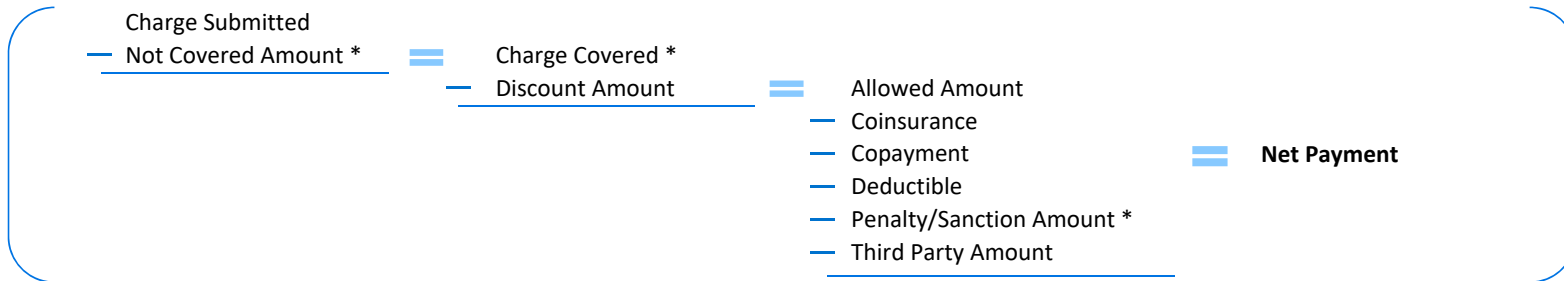 Charge Submitted
— Not Covered Amount * = Charge Covered *
— Discount Amount = Allowed Amount
— Coinsurance
— Copayment = Net Payment
— Deductible
— Penalty/Sanction Amount *
— Third Party Amount